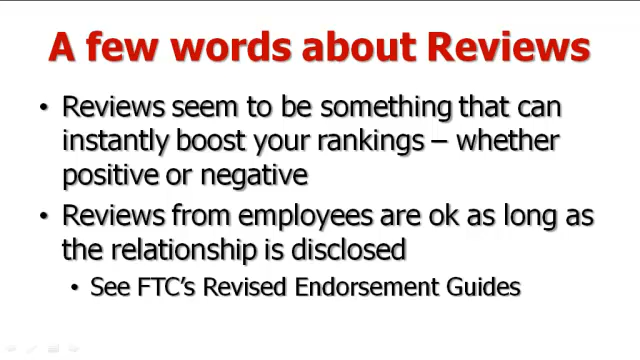 A few words about Reviews
• Reviews seem to be something that can
instantly boost your rankings – whether
positive or negative
• Reviews from employees are ok as long as
the relationship is disclosed
• See FTC's Revised Endorsement Guides